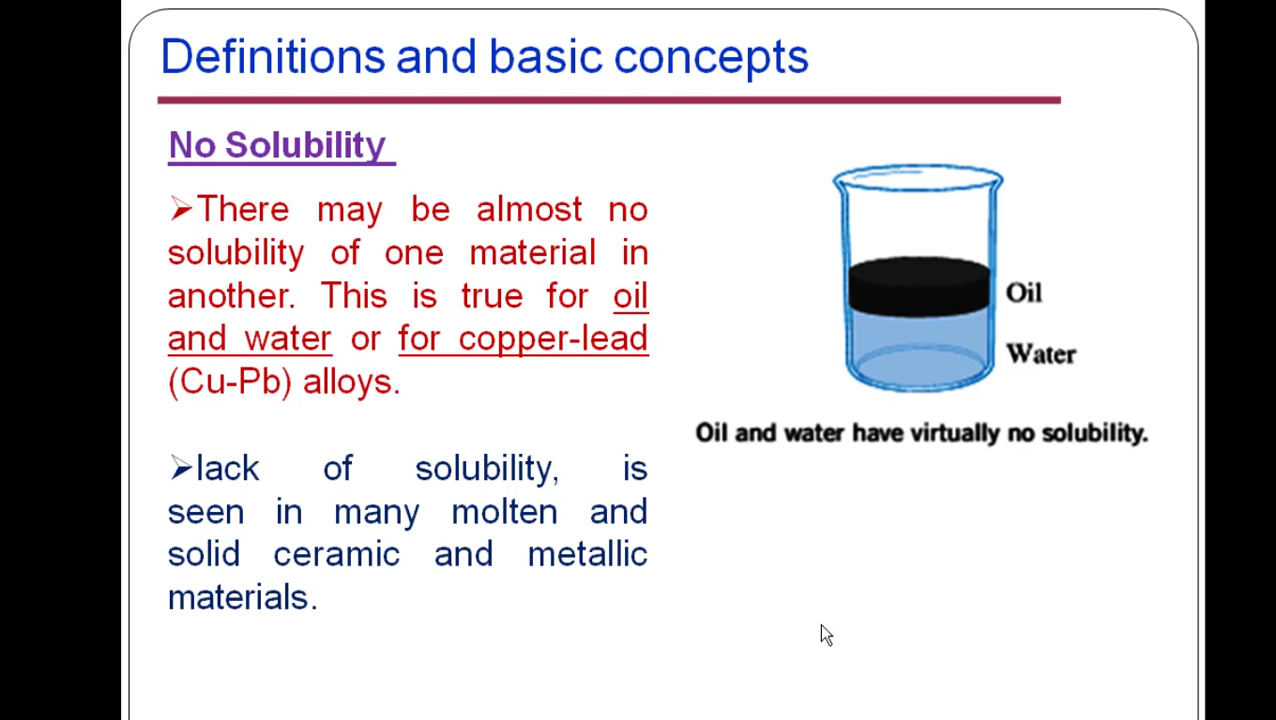 Definitions and basic concepts
No Solubility
➢There may be almost no
solubility of one material in
another. This is true for oil
and water or for copper-lead
(Cu-Pb) alloys.
➢lack of solubility, is
seen in many molten and
solid ceramic and metallic
materials.
Oil
Water
Oil and water have virtually no solubility.